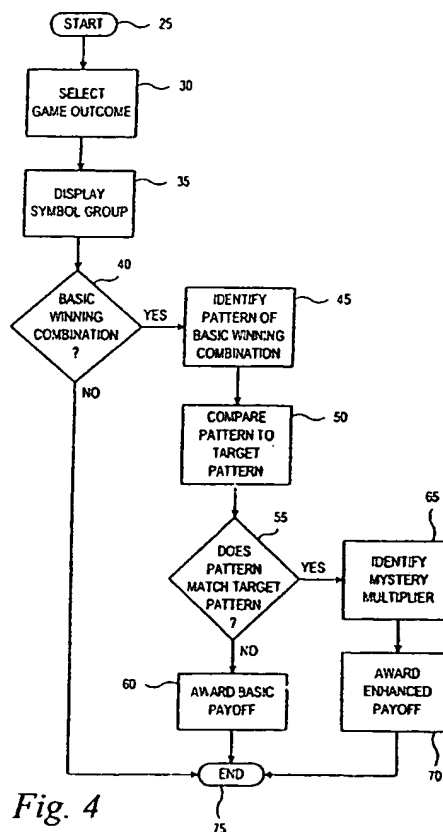 START
25
SELECT
GAME OUTCOME
30
DISPLAY
SYMBOL GROUP
35
40
BASIC
WINNING
COMBINATION
?
YES
NO
IDENTIFY
PATTERN OF
BASIC WINNING
COMBINATION
45
COMPARE
PATTERN TO
TARGET
PATTERN
50
55
DOES
PATTERN
MATCH TARGET
PATTERN
?
YES
NO
65
IDENTIFY
MYSTERY
MULTIPLIER
60
AWARD BASIC
PAYOFF
AWARD
ENHANCED
PAYOFF
70
END
75
Fig. 4